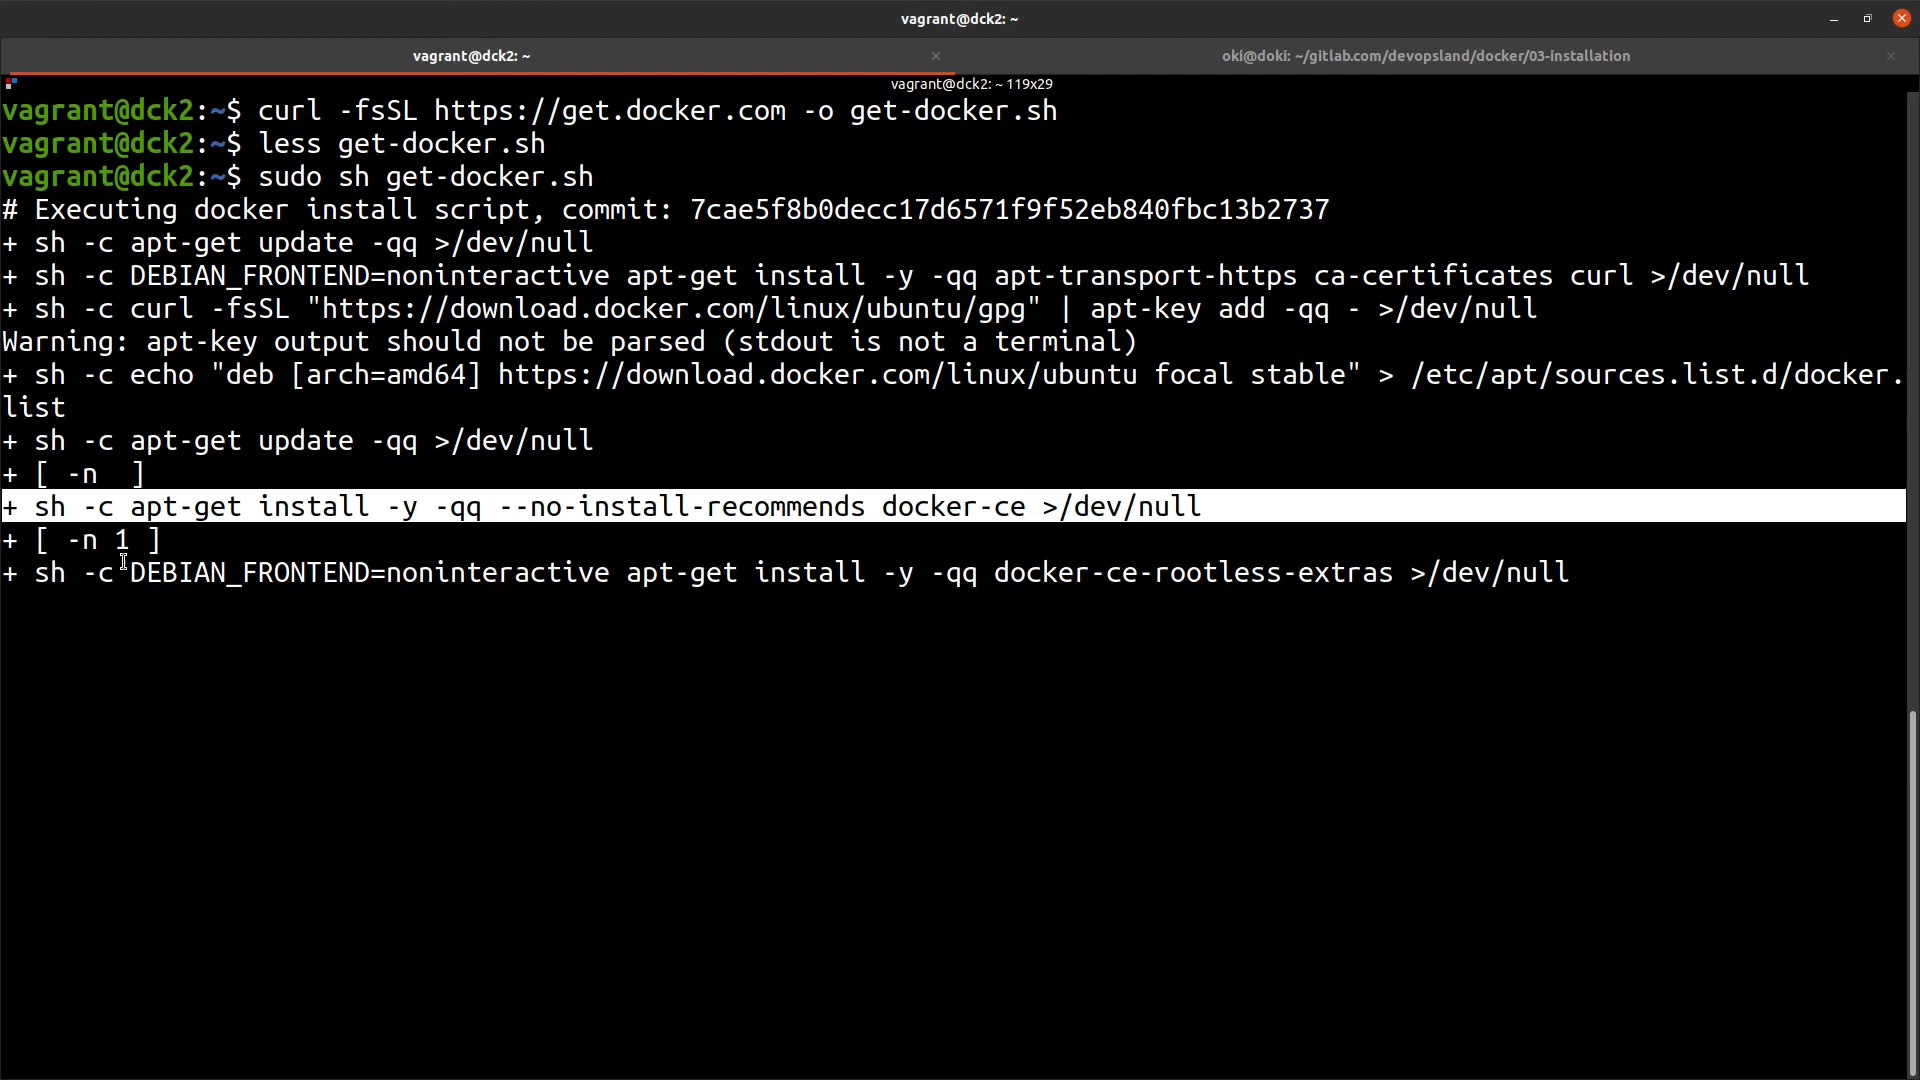 vagrant@dck2: ~
vagrant@dck2: ~
oki@doki: ~/gitlab.com/devopsland/docker/03-installation
vagrant@dck2: ~ 119x29
vagrant@dck2:~$ curl -fsSL https://get.docker.com -o get-docker.sh
vagrant@dck2:~$ less get-docker.sh
vagrant@dck2:~$ sudo sh get-docker.sh
# Executing docker install script, commit: 7cae5f8b0decc17d6571f9f52eb840fbc13b2737
+ sh -c apt-get update -qq >/dev/null
+ sh -c DEBIAN_FRONTEND=noninteractive apt-get install -y -qq apt-transport-https ca-certificates curl >/dev/null
+ sh -c curl -fsSL "https://download.docker.com/linux/ubuntu/gpg" | apt-key add -qq - >/dev/null
Warning: apt-key output should not be parsed (stdout is not a terminal)
+ sh -c echo "deb [arch=amd64] https://download.docker.com/linux/ubuntu focal stable" > /etc/apt/sources.list.d/docker.
list
+ sh -c apt-get update -qq >/dev/null
+ [ -n  ]
+ sh -c apt-get install -y -qq --no-install-recommends docker-ce >/dev/null
+ [ -n 1 ]
+ sh -c DEBIAN_FRONTEND=noninteractive apt-get install -y -qq docker-ce-rootless-extras >/dev/null